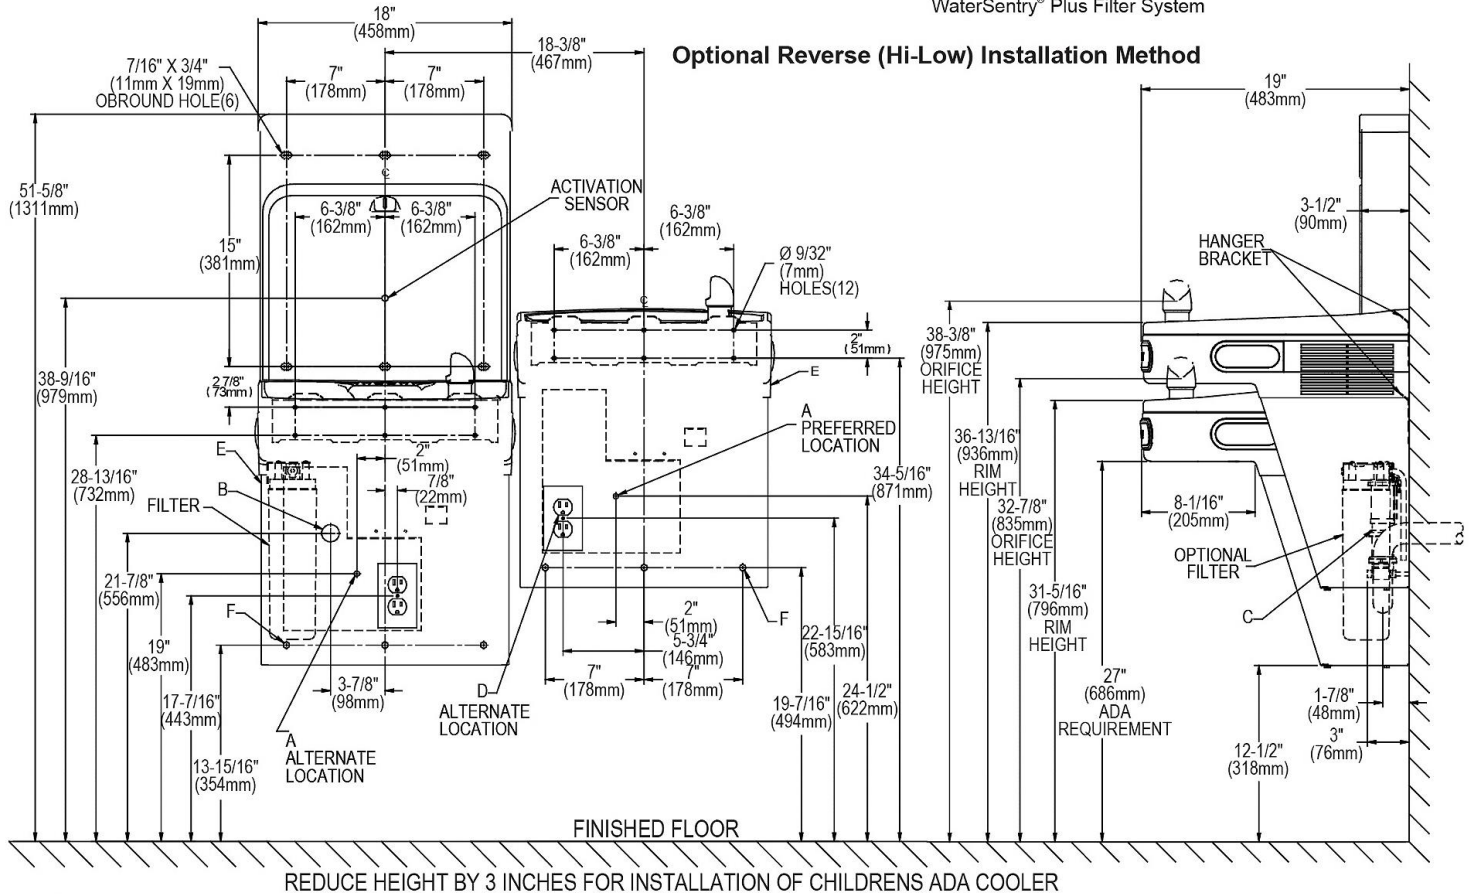 WaterSentry® Plus Filter System
Optional Reverse (Hi-Low) Installation Method
18"
(458mm)
18-3/8"
(467mm)
7/16" X 3/4"
(11mm X 19mm)
OBROUND HOLE(6)
7"
(178mm)
7"
(178mm)
19"
(483mm)
51-5/8"
(1311mm)
15"
(381mm)
6-3/8"
(162mm)
6-3/8"
(162mm)
ACTIVATION
SENSOR
6-3/8"
(162mm)
6-3/8"
(162mm)
Ø 9/32"
(7mm)
HOLES(12)
3-1/2"
(90mm)
HANGER
BRACKET
38-9/16"
(979mm)
2 7/8"
(73mm)
2"
(51mm)
E
38-3/8"
(975mm)
ORIFICE
HEIGHT
A
PREFERRED
LOCATION
36-13/16"
(936mm)
RIM
HEIGHT
28-13/16"
(732mm)
E
B
FILTER
2"
(51mm)
7/8"
(22mm)
34-5/16"
(871mm)
32-7/8"
(835mm)
ORIFICE
HEIGHT
8-1/16"
(205mm)
OPTIONAL
FILTER
C
21-7/8"
(556mm)
F
19"
(483mm)
17-7/16"
(443mm)
3-7/8"
(98mm)
A
ALTERNATE
LOCATION
13-15/16"
(354mm)
D
ALTERNATE
LOCATION
2"
(51mm)
5-3/4"
(146mm)
7"
(178mm)
7"
(178mm)
F
22-15/16"
(583mm)
24-1/2"
(622mm)
19-7/16"
(494mm)
31-5/16"
(796mm)
RIM
HEIGHT
27"
(686mm)
ADA
REQUIREMENT
12-1/2"
(318mm)
1-7/8"
(48mm)
3"
(76mm)
FINISHED FLOOR
REDUCE HEIGHT BY 3 INCHES FOR INSTALLATION OF CHILDRENS ADA COOLER